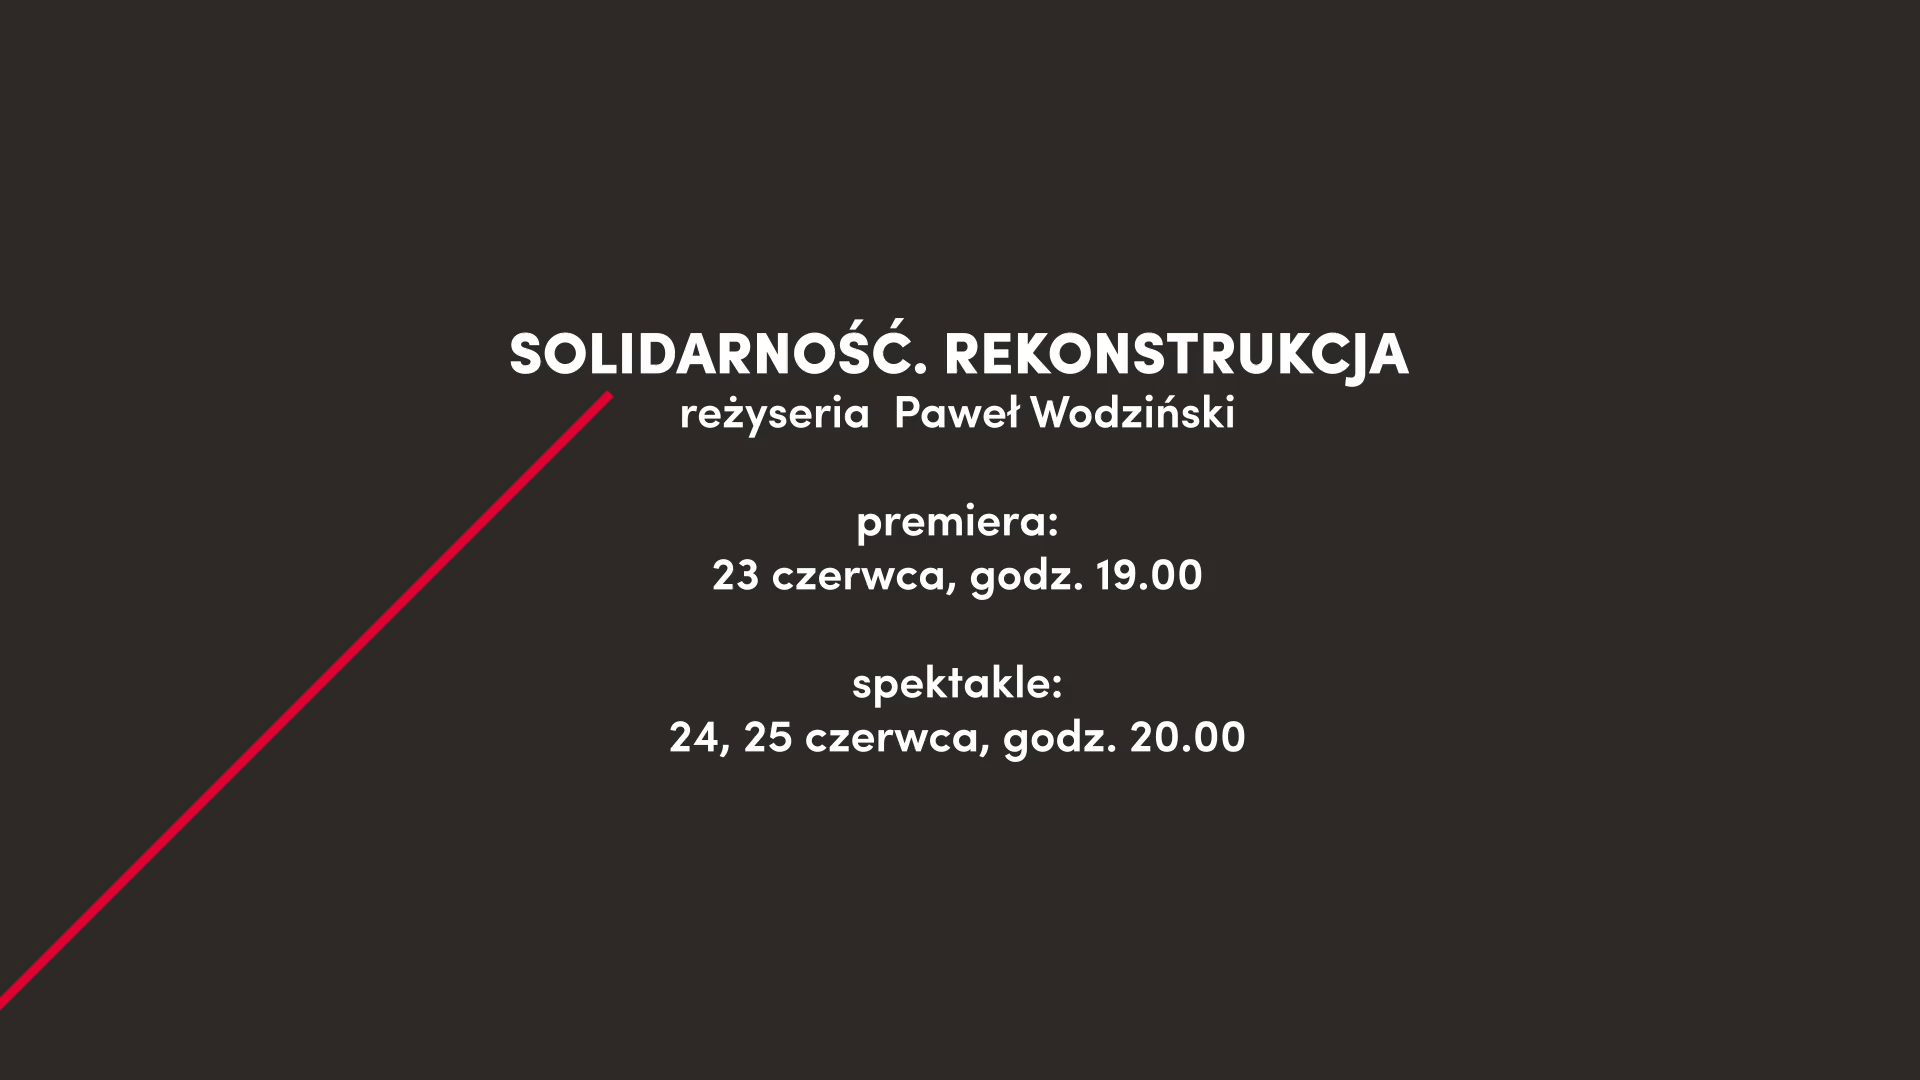 SOLIDARNOŚĆ. REKONSTRUKCJA
reżyseria  Paweł Wodziński
premiera:
23 czerwca, godz. 19.00
spektakle:
24, 25 czerwca, godz. 20.00